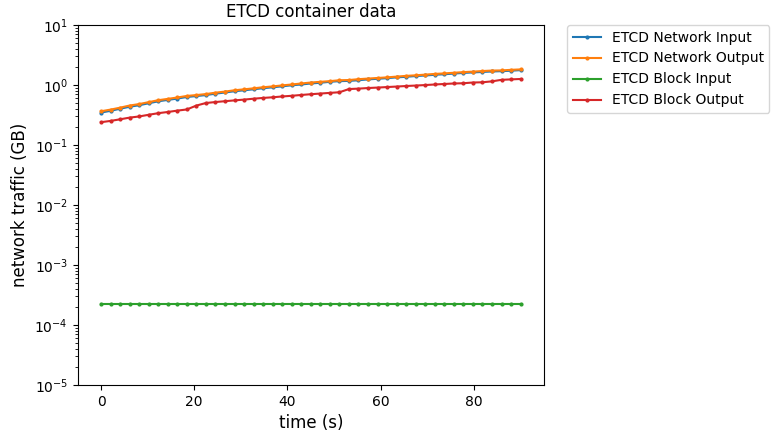 ETCD container data
network traffic (GB)
10^1
10^0
10^-1
10^-2
10^-3
10^-4
10^-5
0 20 40 60 80
time (s)
ETCD Network Input
ETCD Network Output
ETCD Block Input
ETCD Block Output